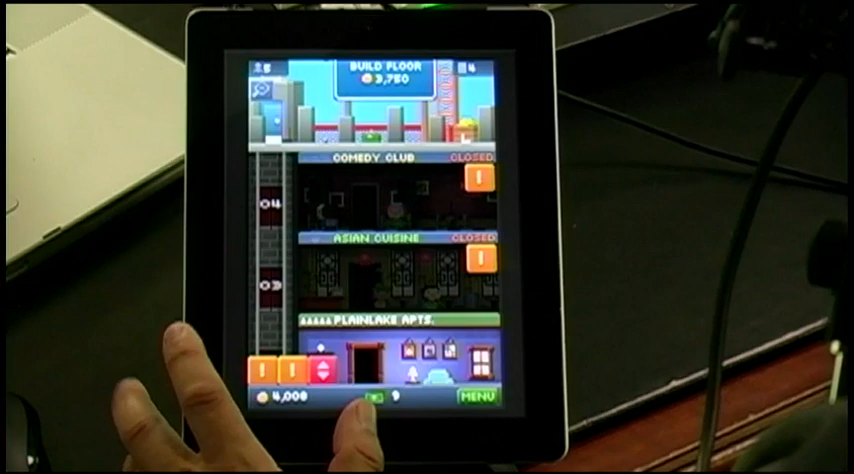 5
BUILD FLOOR
3,750
4
COMEDY CLUB CLOSED
!
04
ASIAN CUISINE CLOSED
!
03
PLAINLAKE APTS.
! !
4,008 9 MENU